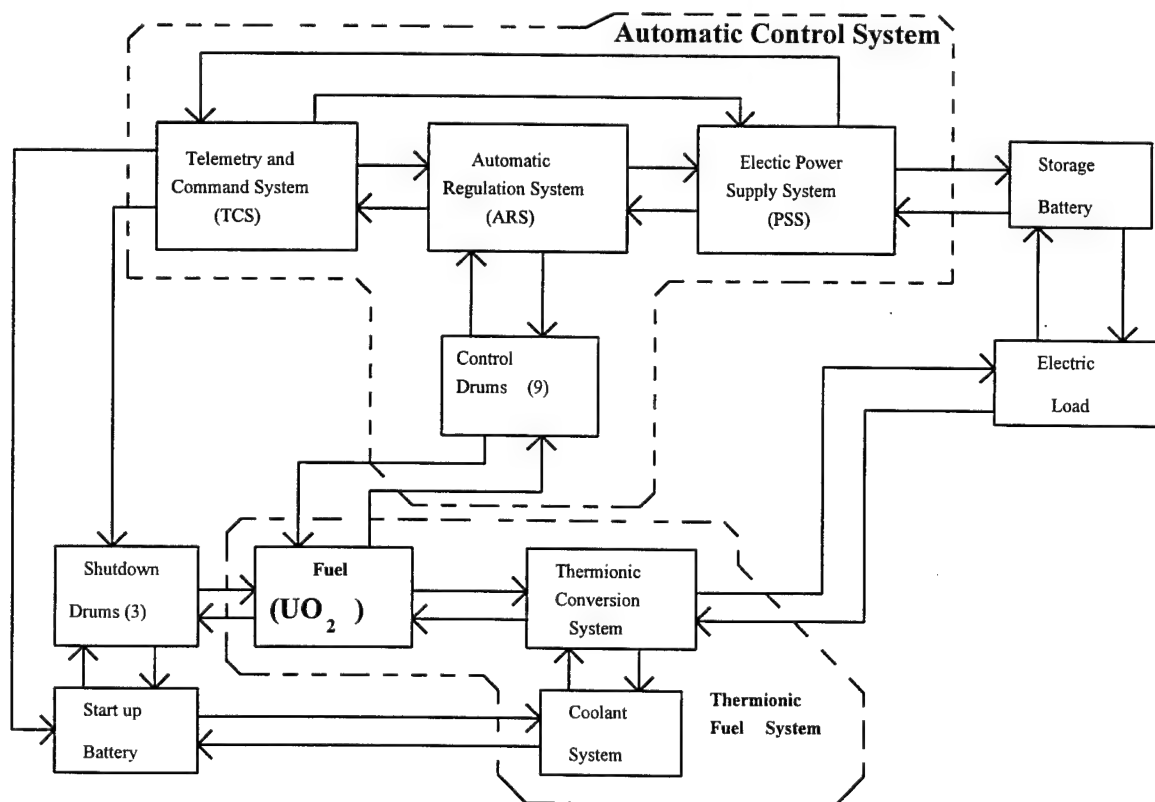 Automatic Control System
Telemetry and
Command System
(TCS)
Automatic
Regulation System
(ARS)
Electic Power
Supply System
(PSS)
Storage
Battery
Control
Drums (9)
Electric
Load
Shutdown
Drums (3)
Fuel
(UO₂ )
Thermionic
Conversion
System
Start up
Battery
Coolant
System
Thermionic
Fuel System